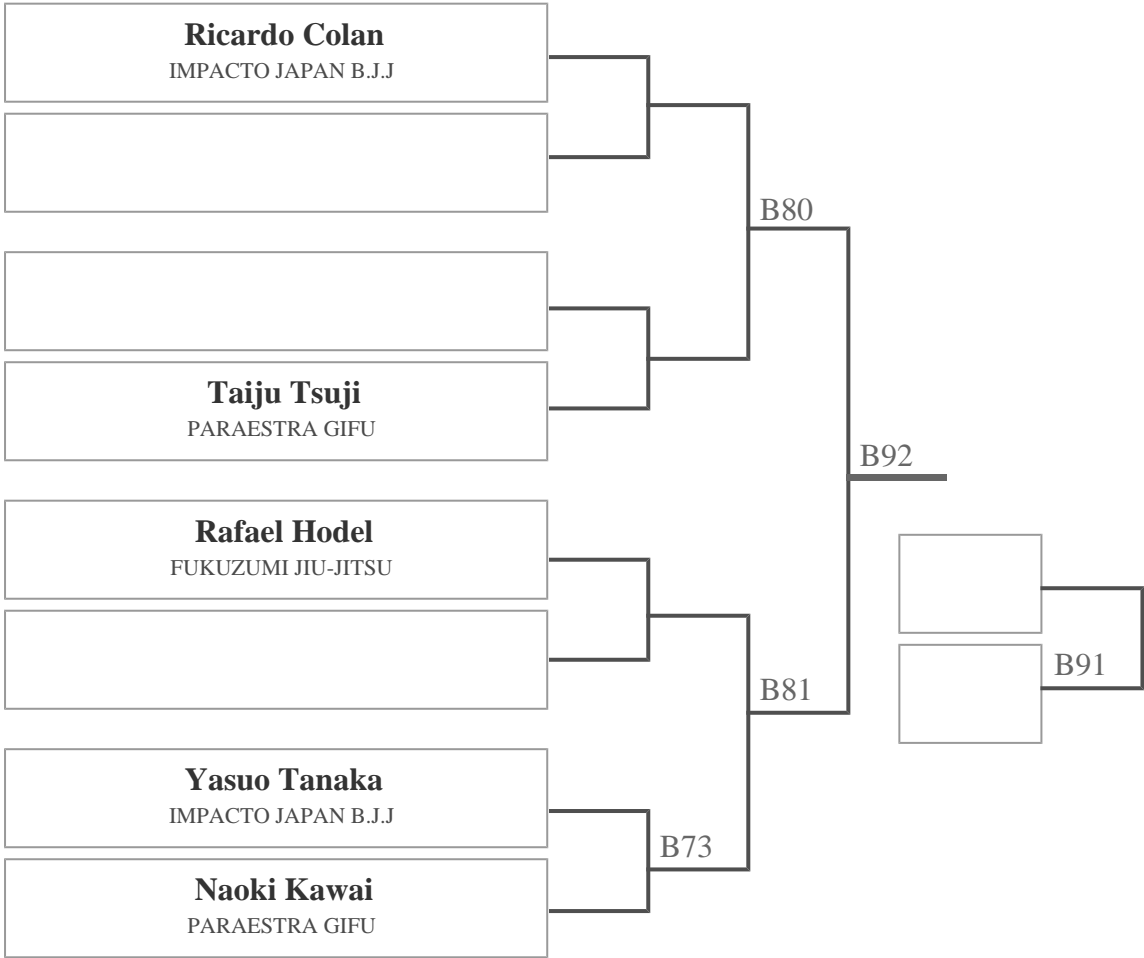 Ricardo Colan
IMPACTO JAPAN B.J.J
B80
Taiju Tsuji
PARAESTRA GIFU
B92
Rafael Hodel
FUKUZUMI JIU-JITSU
B91
B81
Yasuo Tanaka
IMPACTO JAPAN B.J.J
B73
Naoki Kawai
PARAESTRA GIFU